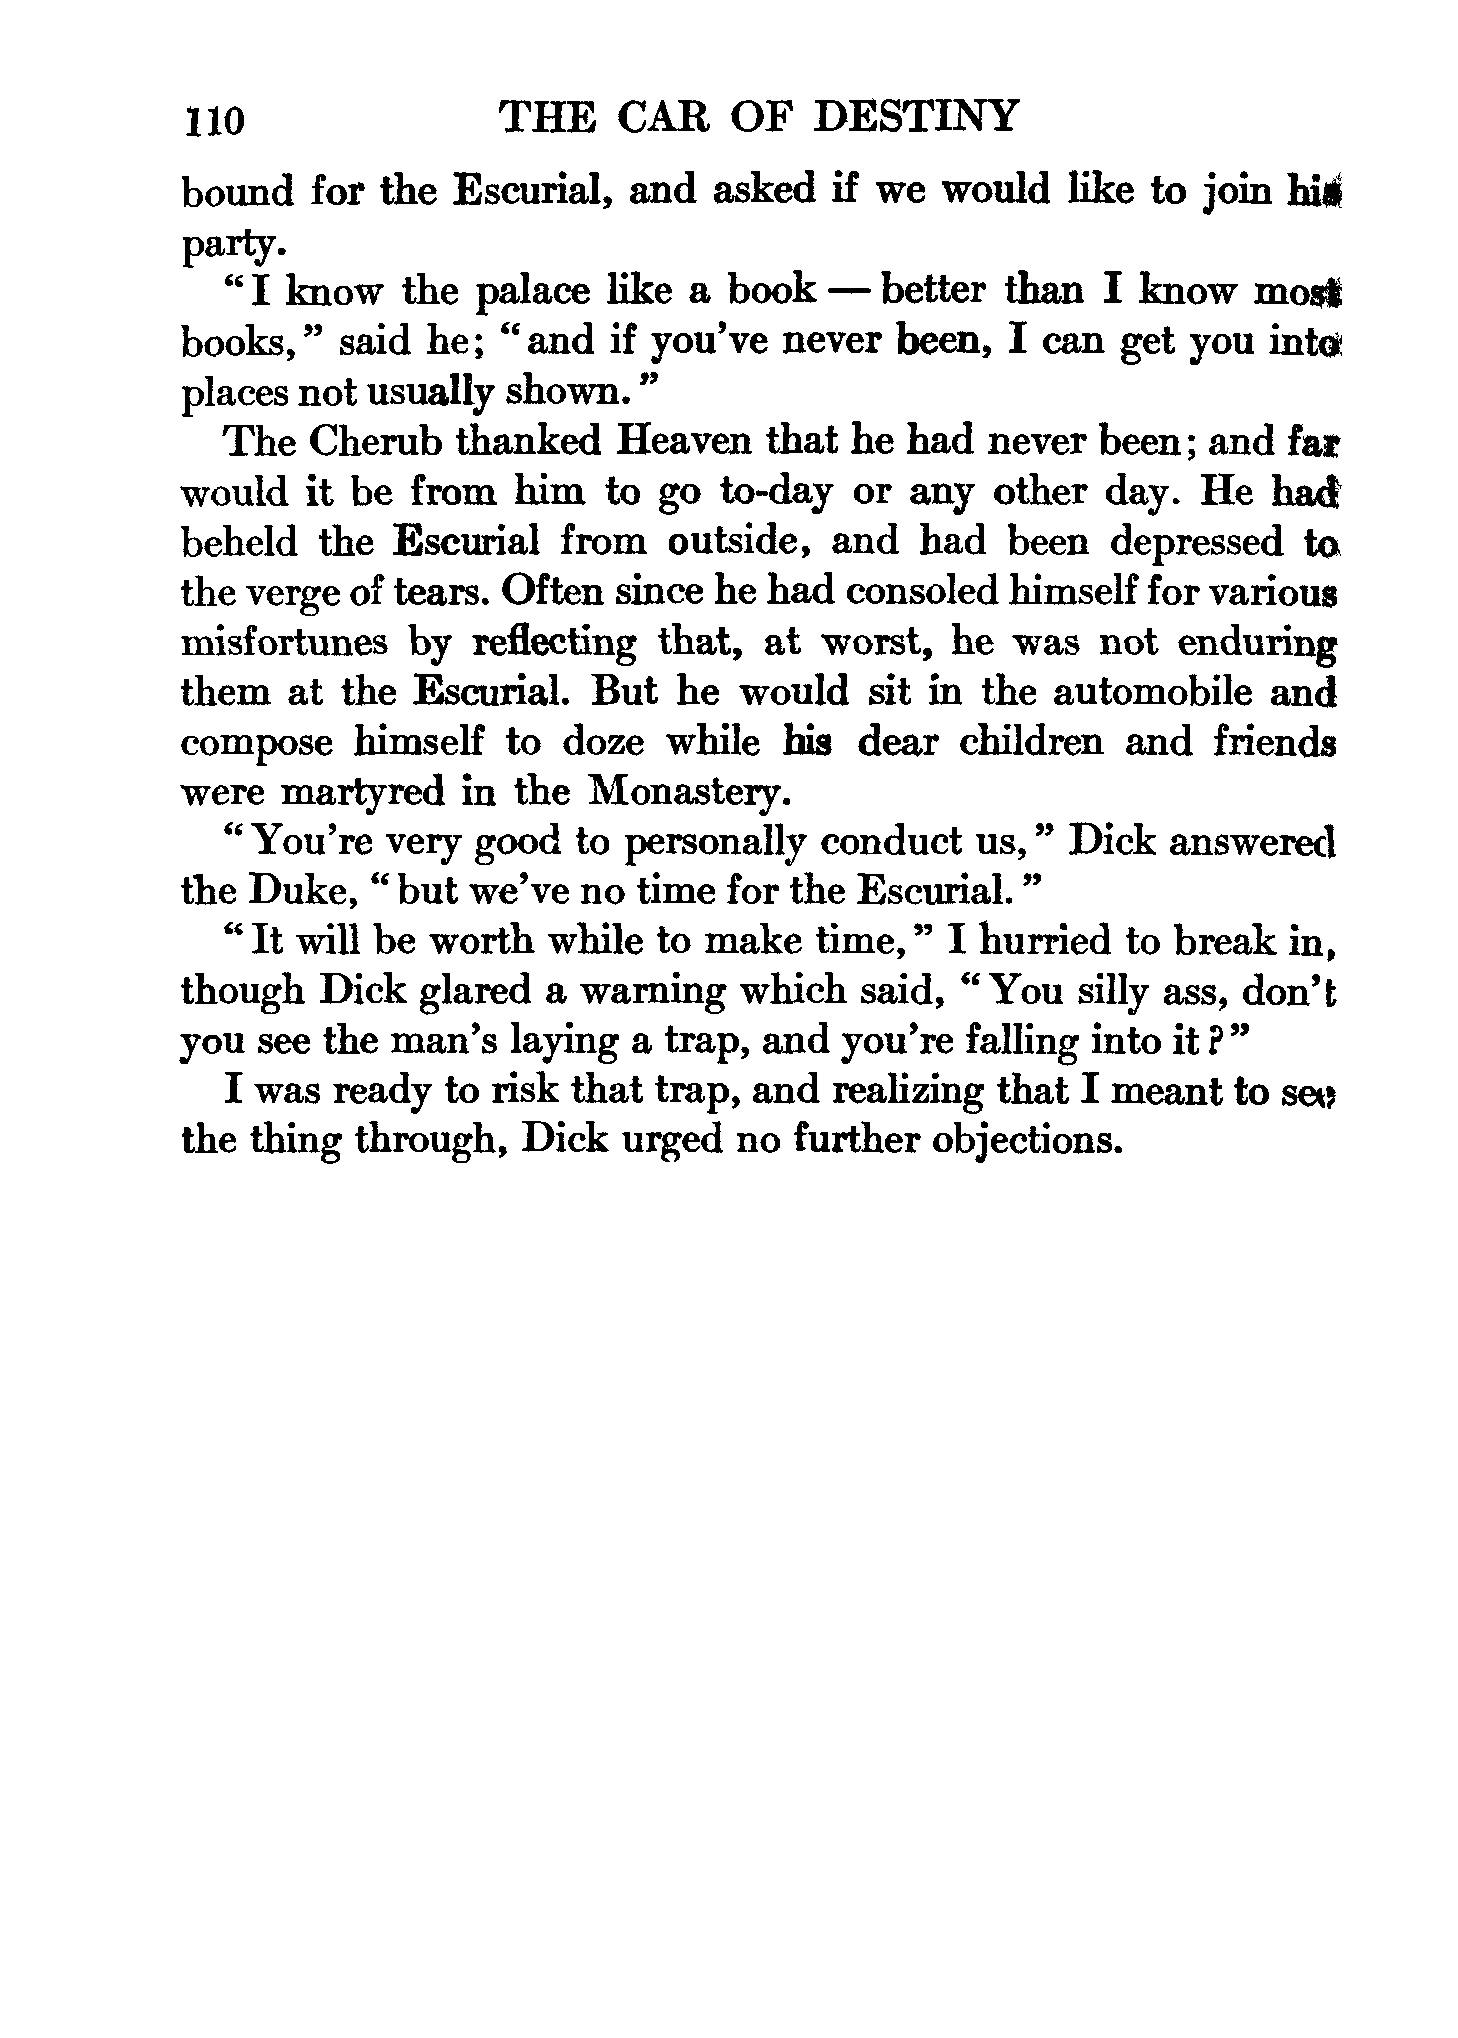 110 THE CAR OF DESTINY
bound for the Escurial, and asked if we would like to join his
party.
"I know the palace like a book — better than I know most
books," said he; "and if you've never been, I can get you into
places not usually shown."
The Cherub thanked Heaven that he had never been; and far
would it be from him to go to-day or any other day. He had
beheld the Escurial from outside, and had been depressed to
the verge of tears. Often since he had consoled himself for various
misfortunes by reflecting that, at worst, he was not enduring
them at the Escurial. But he would sit in the automobile and
compose himself to doze while his dear children and friends
were martyred in the Monastery.
"You're very good to personally conduct us," Dick answered
the Duke, "but we've no time for the Escurial."
"It will be worth while to make time," I hurried to break in,
though Dick glared a warning which said, "You silly ass, don't
you see the man's laying a trap, and you're falling into it?"
I was ready to risk that trap, and realizing that I meant to see
the thing through, Dick urged no further objections.